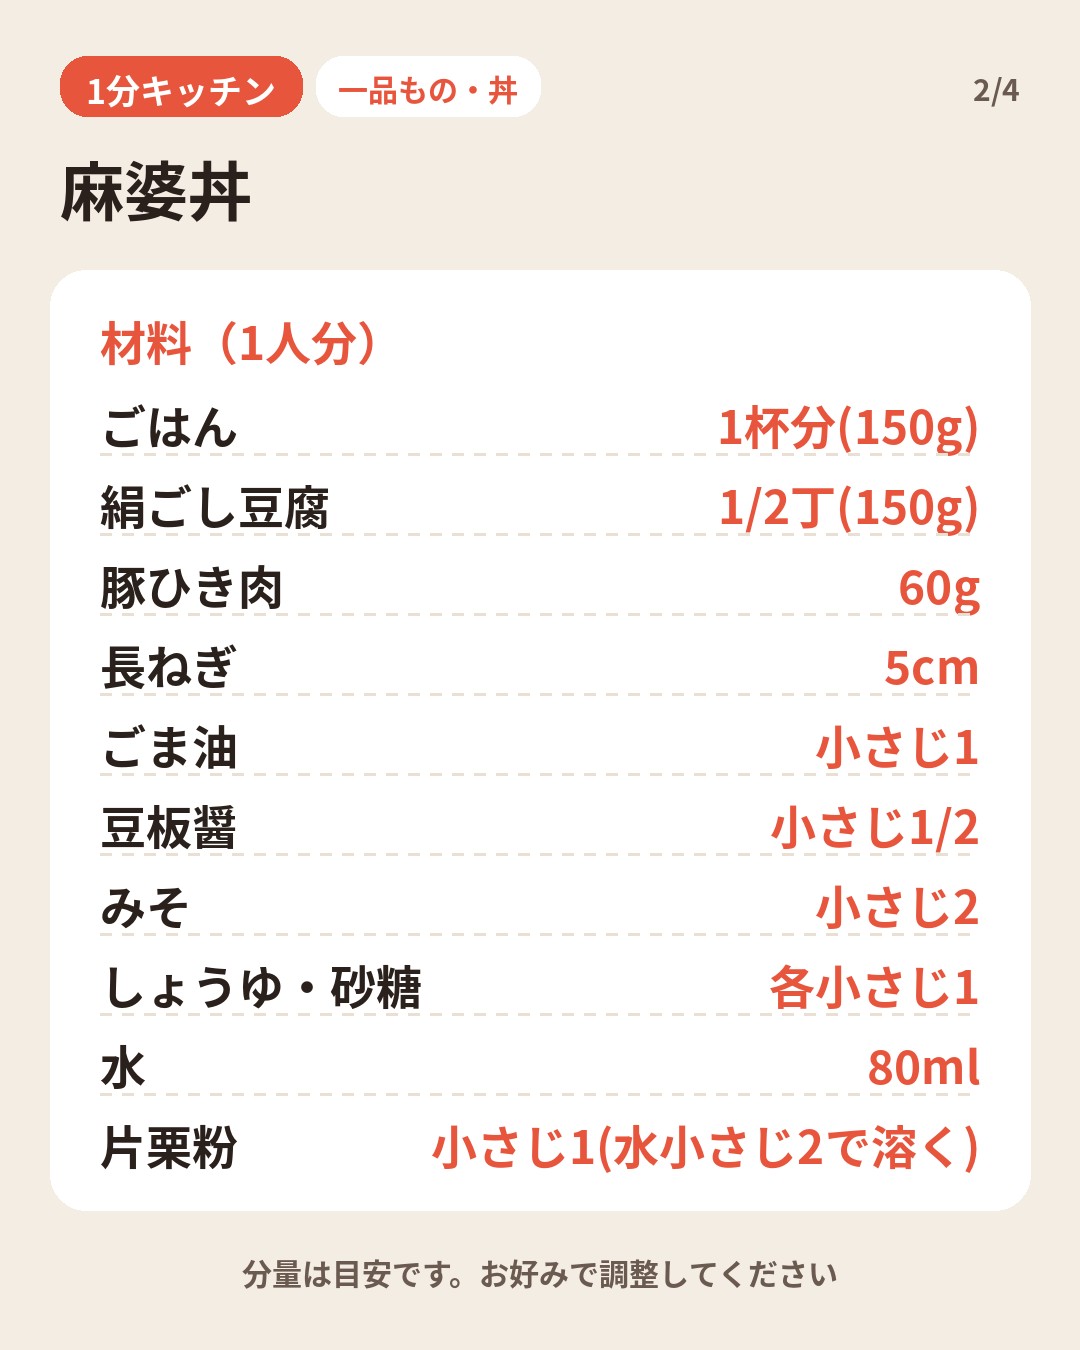 1分キッチン 一品もの・丼 2/4
麻婆丼
材料（1人分）
ごはん 1杯分(150g)
絹ごし豆腐 1/2丁(150g)
豚ひき肉 60g
長ねぎ 5cm
ごま油 小さじ1
豆板醤 小さじ1/2
みそ 小さじ2
しょうゆ・砂糖 各小さじ1
水 80ml
片栗粉 小さじ1(水小さじ2で溶く)
分量は目安です。お好みで調整してください